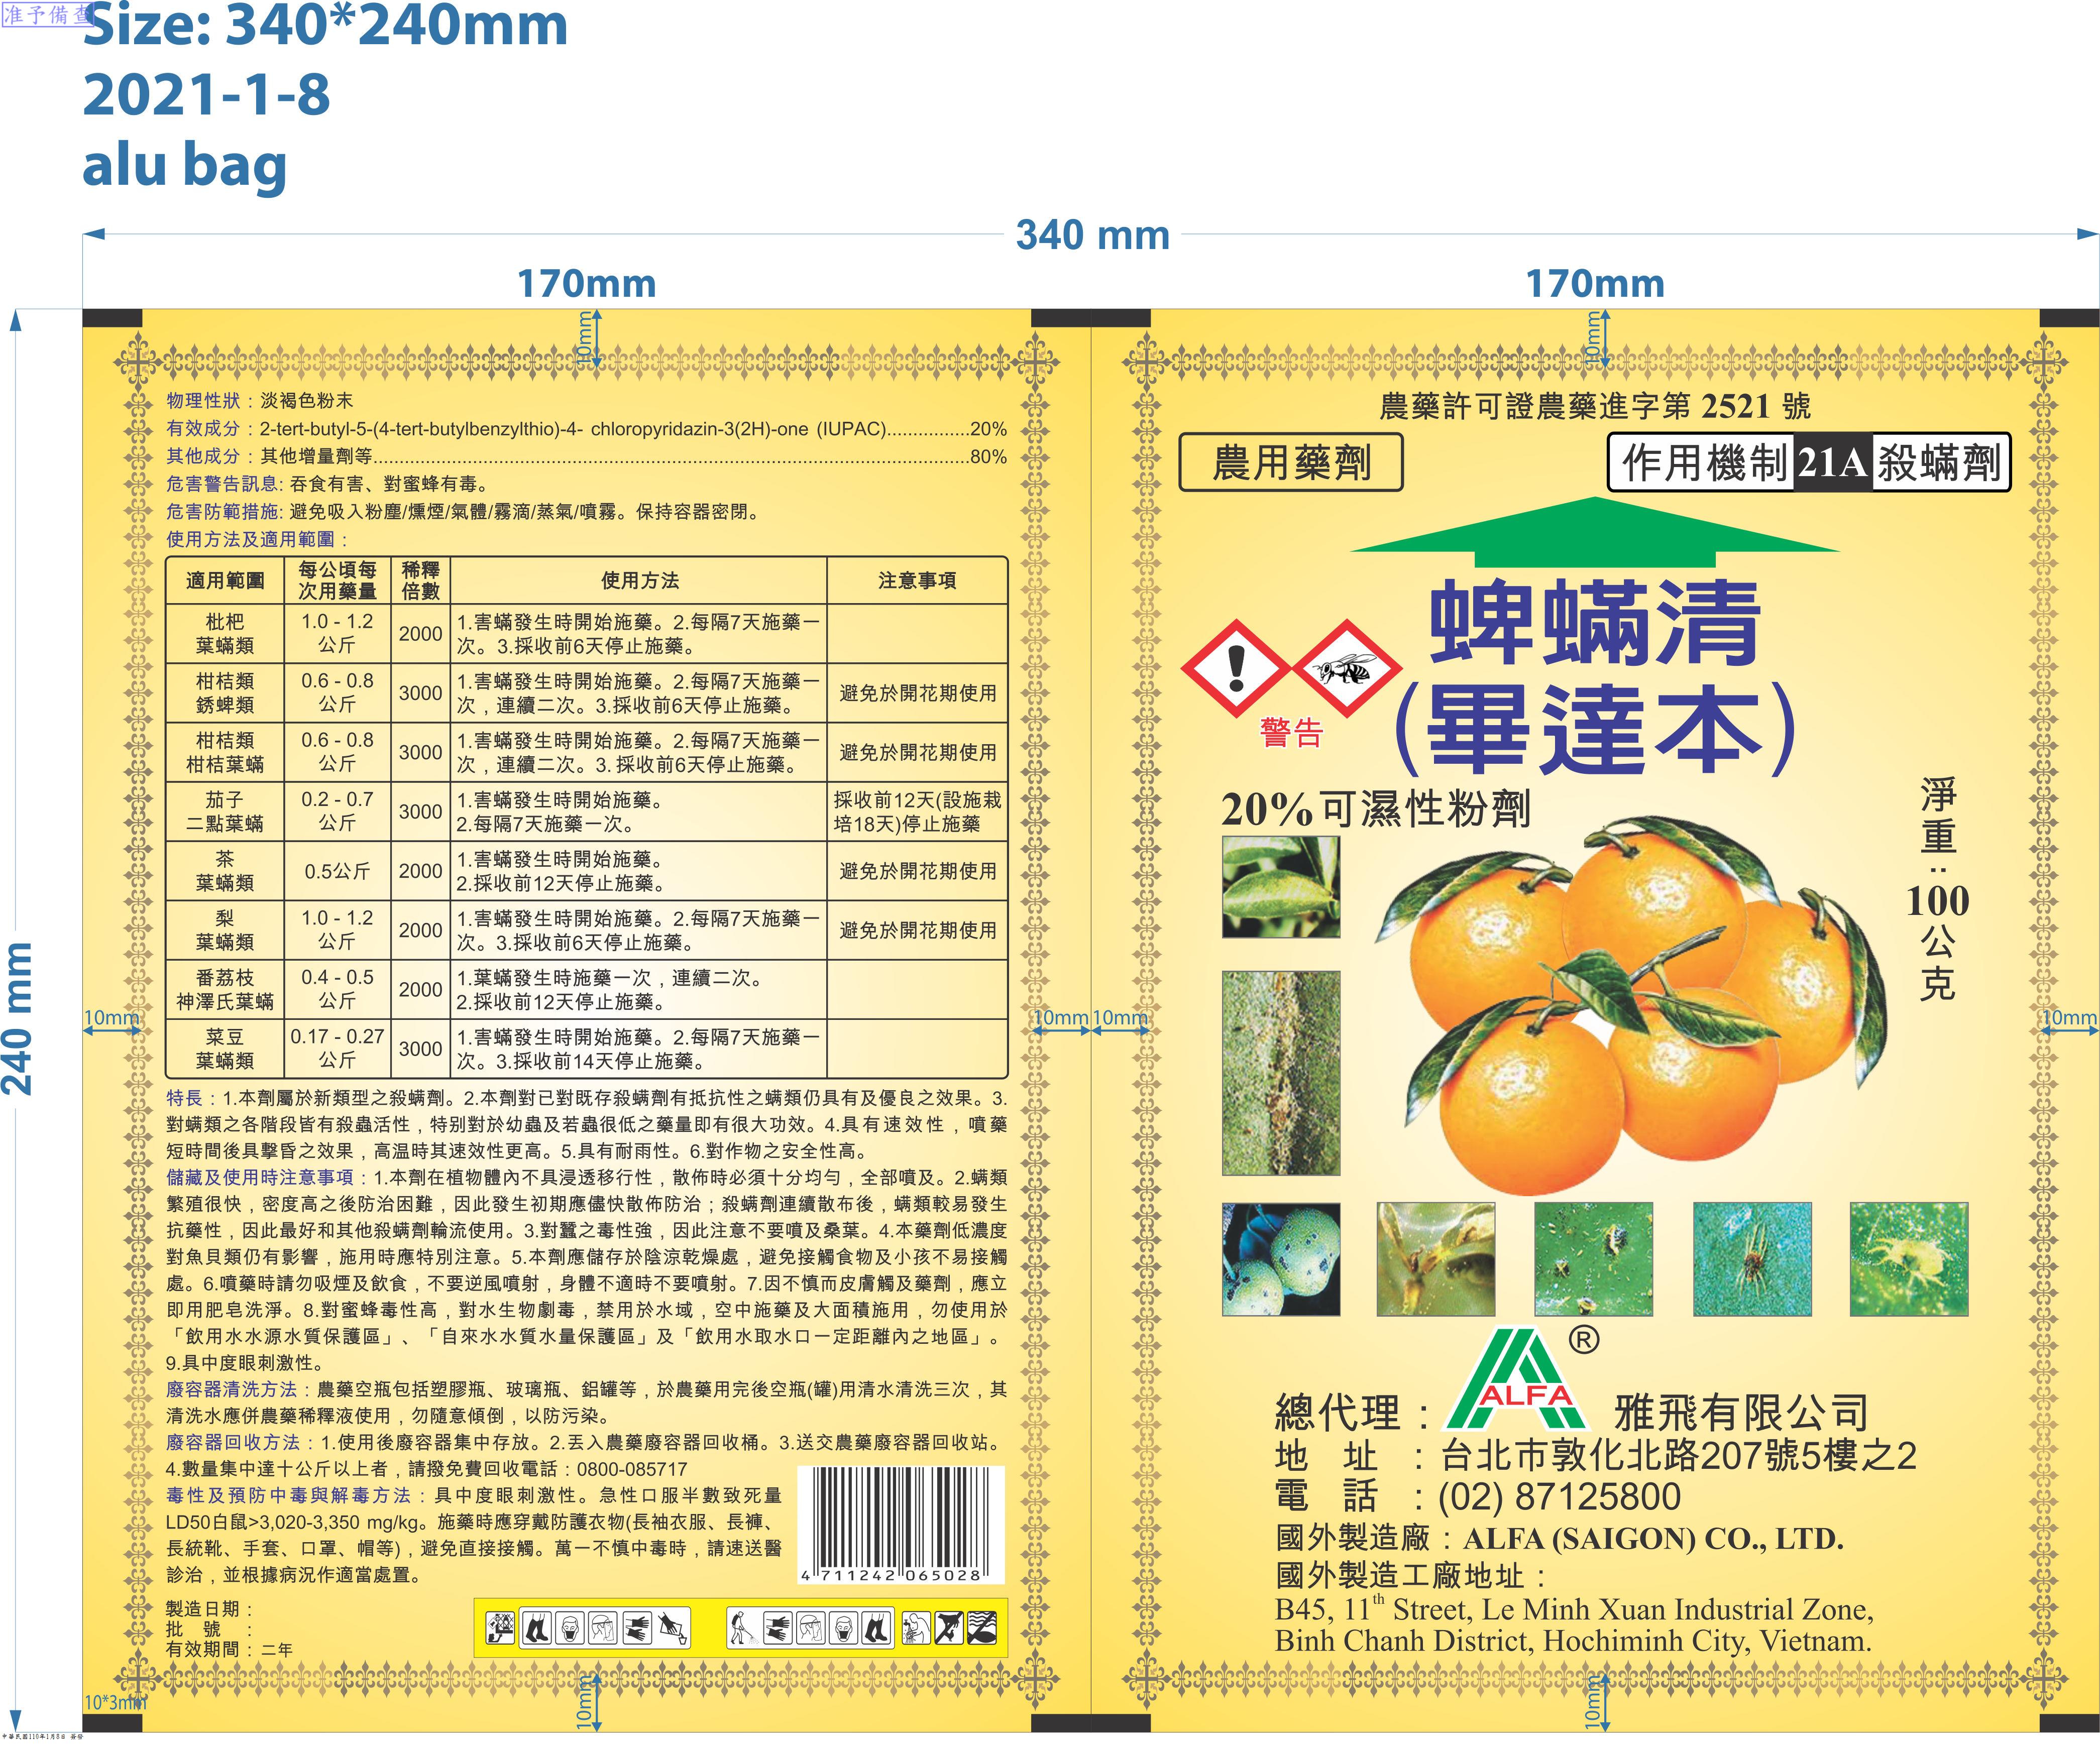 准予備查
Size: 340*240mm
2021-1-8
alu bag
340 mm
170mm
170mm
240 mm
10mm
10mm
物理性狀：淡褐色粉末
有效成分：2-tert-butyl-5-(4-tert-butylbenzylthio)-4- chloropyridazin-3(2H)-one (IUPAC)...............20%
其他成分：其他增量劑等..........................................................................................................80%
危害警告訊息: 吞食有害、對蜜蜂有毒。
危害防範措施: 避免吸入粉塵/燻煙/氣體/霧滴/蒸氣/噴霧。保持容器密閉。
使用方法及適用範圍：
適用範圍 每公頃每次用藥量 稀釋倍數 使用方法 注意事項
枇杷 1.0 - 1.2 2000 1.害蟎發生時開始施藥。2.每隔7天施藥一
葉蟎類 公斤 次。3.採收前6天停止施藥。
柑桔類 0.6 - 0.8 3000 1.害蟎發生時開始施藥。2.每隔7天施藥一 避免於開花期使用
銹蜱類 公斤 次，連續二次。3.採收前6天停止施藥。
柑桔類 0.6 - 0.8 3000 1.害蟎發生時開始施藥。2.每隔7天施藥一 避免於開花期使用
柑桔葉蟎 公斤 次，連續二次。3. 採收前6天停止施藥。
茄子 0.2 - 0.7 3000 1.害蟎發生時開始施藥。 採收前12天(設施栽
二點葉蟎 公斤 2.每隔7天施藥一次。 培18天)停止施藥
茶 0.5公斤 2000 1.害蟎發生時開始施藥。 避免於開花期使用
葉蟎類 2.採收前12天停止施藥。
梨 1.0 - 1.2 2000 1.害蟎發生時開始施藥。2.每隔7天施藥一 避免於開花期使用
葉蟎類 公斤 次。3.採收前6天停止施藥。
番荔枝 0.4 - 0.5 2000 1.葉蟎發生時施藥一次，連續二次。
神澤氏葉蟎 公斤 2.採收前12天停止施藥。
菜豆 0.17 - 0.27 3000 1.害蟎發生時開始施藥。2.每隔7天施藥一
葉蟎類 公斤 次。3.採收前14天停止施藥。
特長：1.本劑屬於新類型之殺蟎劑。2.本劑對已對既存殺蟎劑有抵抗性之蟎類仍具有及優良之效果。3.
對蟎類之各階段皆有殺蟲活性，特別對於幼蟲及若蟲很低之藥量即有很大功效。4.具有速效性，噴藥
短時間後具擊昏之效果，高温時其速效性更高。5.具有耐雨性。6.對作物之安全性高。
儲藏及使用時注意事項：1.本劑在植物體內不具浸透移行性，散佈時必須十分均勻，全部噴及。2.蟎類
繁殖很快，密度高之後防治困難，因此發生初期應儘快散佈防治；殺蟎劑連續散布後，蟎類較易發生
抗藥性，因此最好和其他殺蟎劑輪流使用。3.對蠶之毒性強，因此注意不要噴及桑葉。4.本藥劑低濃度
對魚貝類仍有影響，施用時應特別注意。5.本劑應儲存於陰涼乾燥處，避免接觸食物及小孩不易接觸
處。6.噴藥時請勿吸煙及飲食，不要逆風噴射，身體不適時不要噴射。7.因不慎而皮膚觸及藥劑，應立
即用肥皂洗淨。8.對蜜蜂毒性高，對水生物劇毒，禁用於水域，空中施藥及大面積施用，勿使用於
「飲用水水源水質保護區」、「自來水水質水量保護區」及「飲用水取水口一定距離內之地區」。
9.具中度眼刺激性。
廢容器清洗方法：農藥空瓶包括塑膠瓶、玻璃瓶、鋁罐等，於農藥用完後空瓶(罐)用清水清洗三次，其
清洗水應併農藥稀釋液使用，勿隨意傾倒，以防污染。
廢容器回收方法：1.使用後廢容器集中存放。2.丟入農藥廢容器回收桶。3.送交農藥廢容器回收站。
4.數量集中達十公斤以上者，請撥免費回收電話：0800-085717
毒性及預防中毒與解毒方法：具中度眼刺激性。急性口服半數致死量
LD50白鼠>3,020-3,350 mg/kg。施藥時應穿戴防護衣物(長袖衣服、長褲、
長統靴、手套、口罩、帽等)，避免直接接觸。萬一不慎中毒時，請速送醫
診治，並根據病況作適當處置。
4 711242 065028
製造日期：
批 號 ：
有效期間：二年
10mm
10mm
10mm
10mm
10*3mm
10mm
10mm
中華民國110年1月8日 簽發
農藥許可證農藥進字第 2521 號
農用藥劑
作用機制 21A 殺蟎劑
蜱蟎清
(畢達本)
警告
20%可濕性粉劑
淨重：100公克
®
ALFA
總代理： 雅飛有限公司
地 址 ：台北市敦化北路207號5樓之2
電 話 ：(02) 87125800
國外製造廠：ALFA (SAIGON) CO., LTD.
國外製造工廠地址：
B45, 11th Street, Le Minh Xuan Industrial Zone,
Binh Chanh District, Hochiminh City, Vietnam.